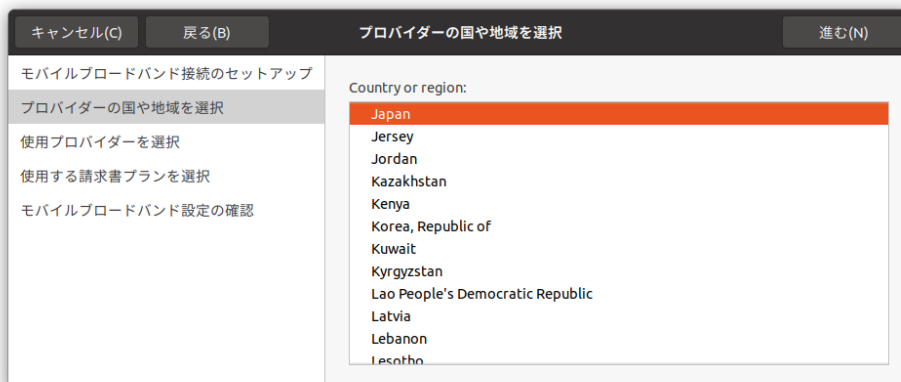 キャンセル(C) 戻る(B) プロバイダーの国や地域を選択 進む(N)
モバイルブロードバンド接続のセットアップ
プロバイダーの国や地域を選択
使用プロバイダーを選択
使用する請求書プランを選択
モバイルブロードバンド設定の確認
Country or region:
Japan
Jersey
Jordan
Kazakhstan
Kenya
Korea, Republic of
Kuwait
Kyrgyzstan
Lao People's Democratic Republic
Latvia
Lebanon
Lesotho